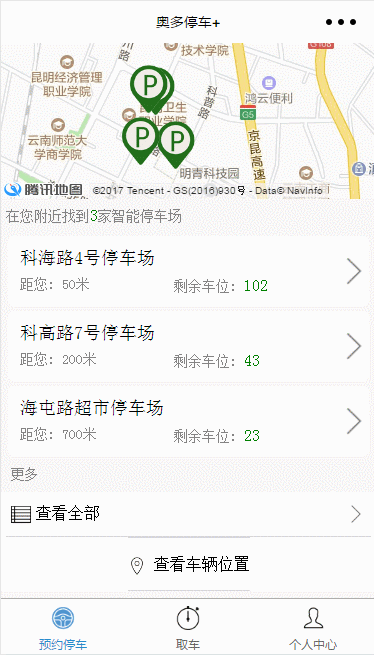 奥多停车+
技术学院
G108
昆明经济管理
职业学院
科普路
鸿云便利
G5
卫生
云南师范大
学商学院
京昆高速
滇
明青科技园
腾讯地图 ©2017 Tencent - GS(2016)930号 - Data© NavInfo
在您附近找到3家智能停车场
科海路4号停车场
距您：50米 剩余车位：102
科高路7号停车场
距您：200米 剩余车位：43
海屯路超市停车场
距您：700米 剩余车位：23
更多
查看全部
查看车辆位置
预约停车 取车 个人中心